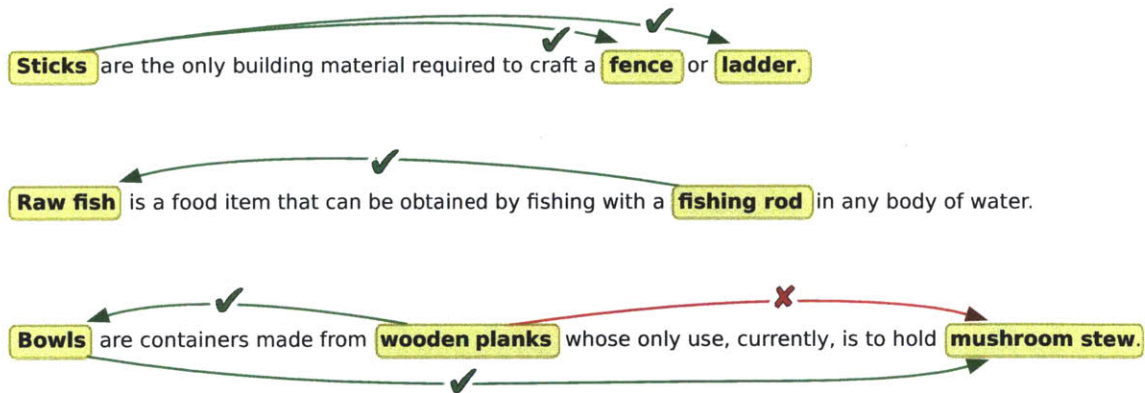 Sticks are the only building material required to craft a fence or ladder.
Raw fish is a food item that can be obtained by fishing with a fishing rod in any body of water.
Bowls are containers made from wooden planks whose only use, currently, is to hold mushroom stew.